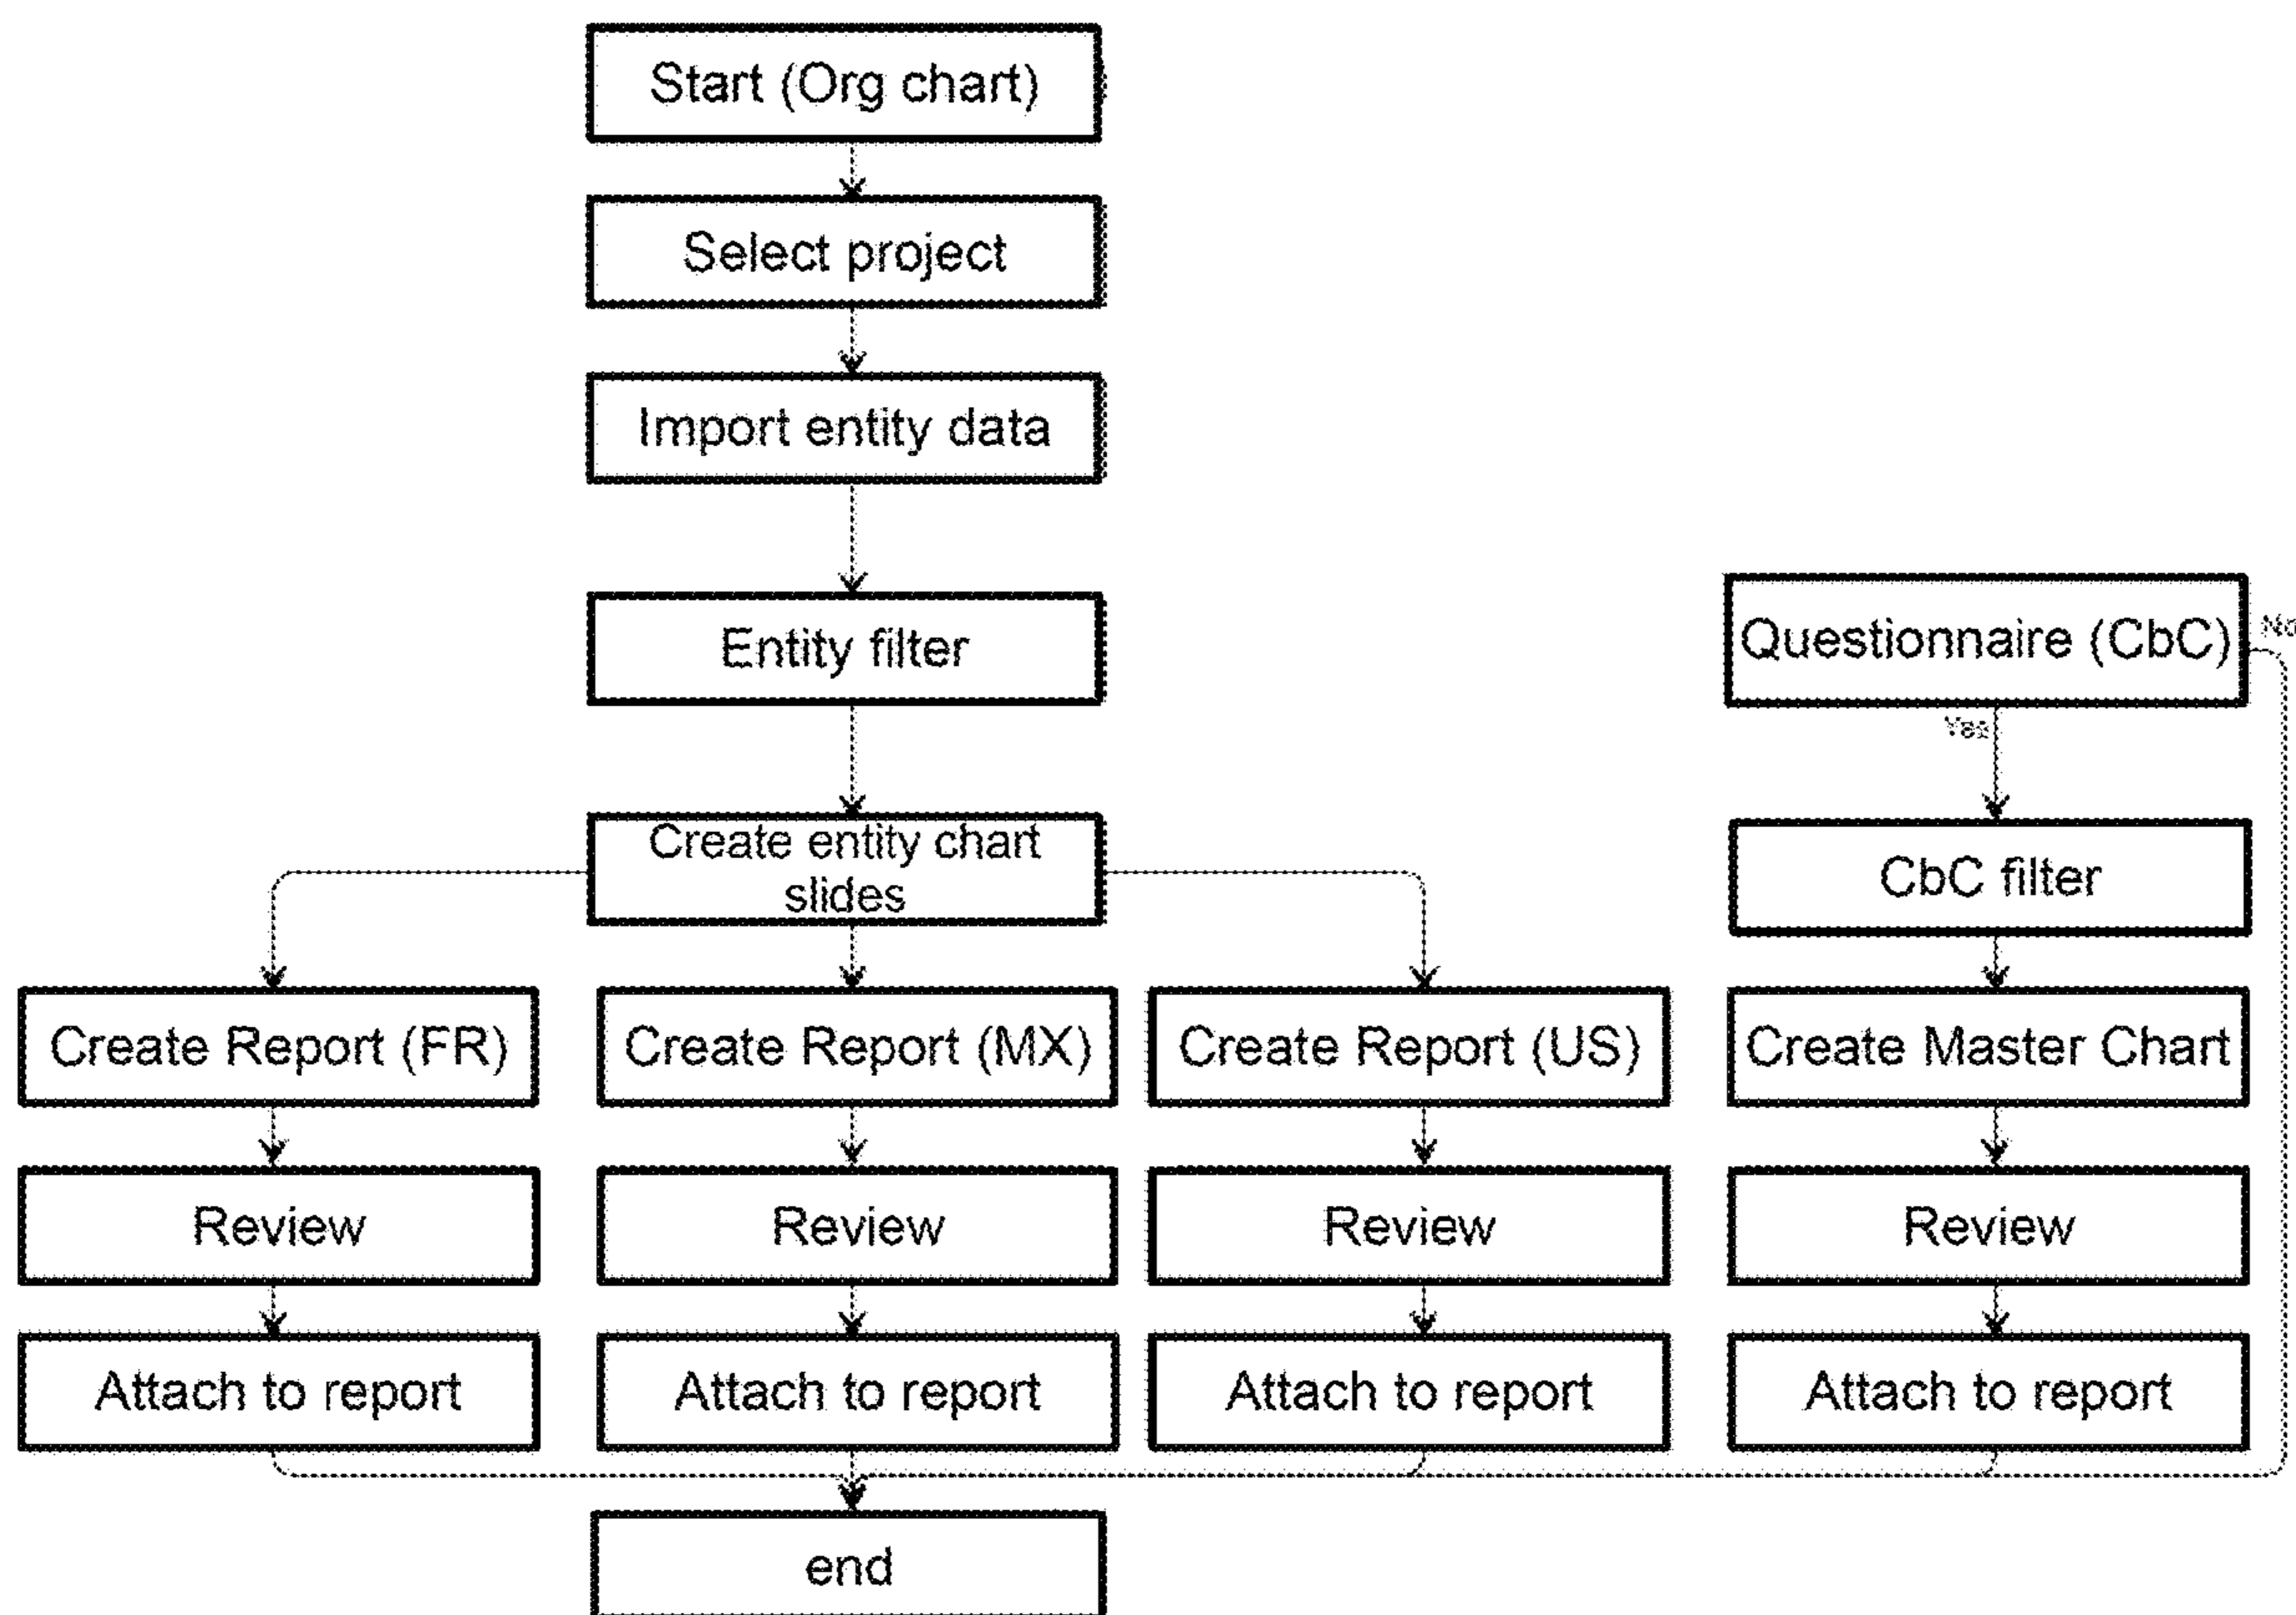 Start (Org chart)
Select project
Import entity data
Entity filter
Questionnaire (CbC)
No
Yes
Create entity chart
slides
CbC filter
Create Report (FR)
Create Report (MX)
Create Report (US)
Create Master Chart
Review
Review
Review
Review
Attach to report
Attach to report
Attach to report
Attach to report
end